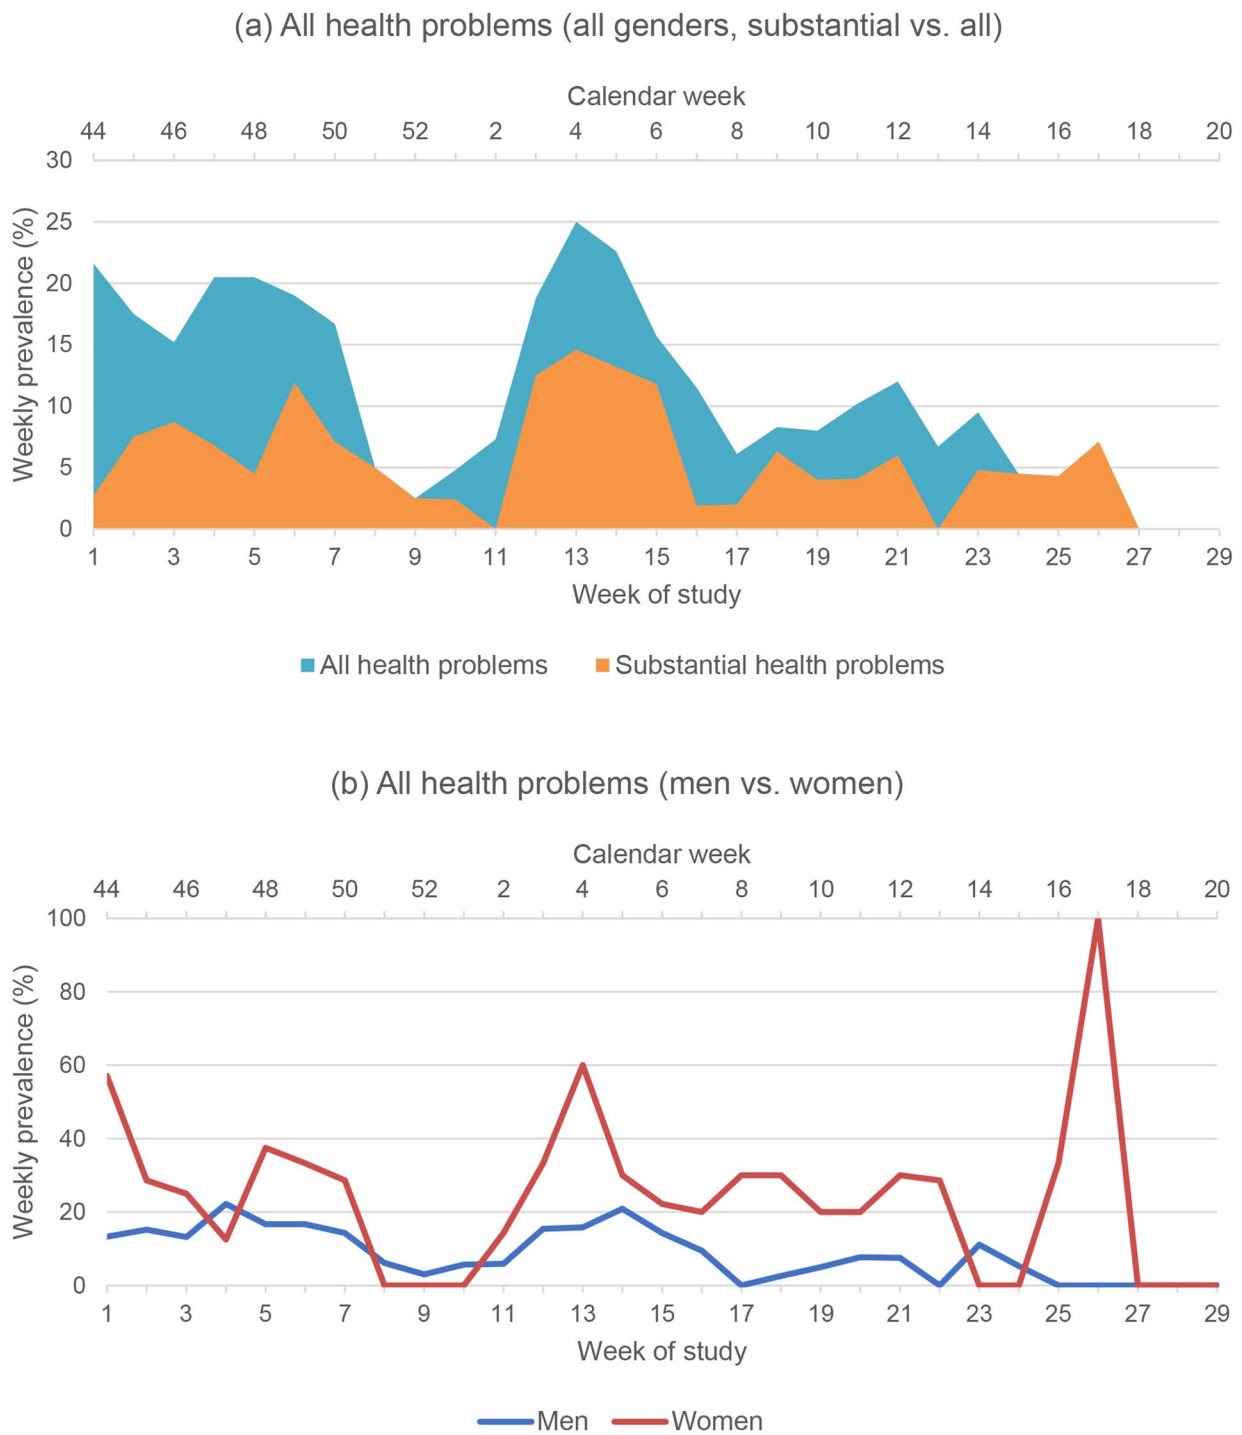 (a) All health problems (all genders, substantial vs. all)
Calendar week
44 46 48 50 52 2 4 6 8 10 12 14 16 18 20
Weekly prevalence (%)
30
25
20
15
10
5
0
1 3 5 7 9 11 13 15 17 19 21 23 25 27 29
Week of study
All health problems Substantial health problems
(b) All health problems (men vs. women)
Calendar week
44 46 48 50 52 2 4 6 8 10 12 14 16 18 20
Weekly prevalence (%)
100
80
60
40
20
0
1 3 5 7 9 11 13 15 17 19 21 23 25 27 29
Week of study
Men Women